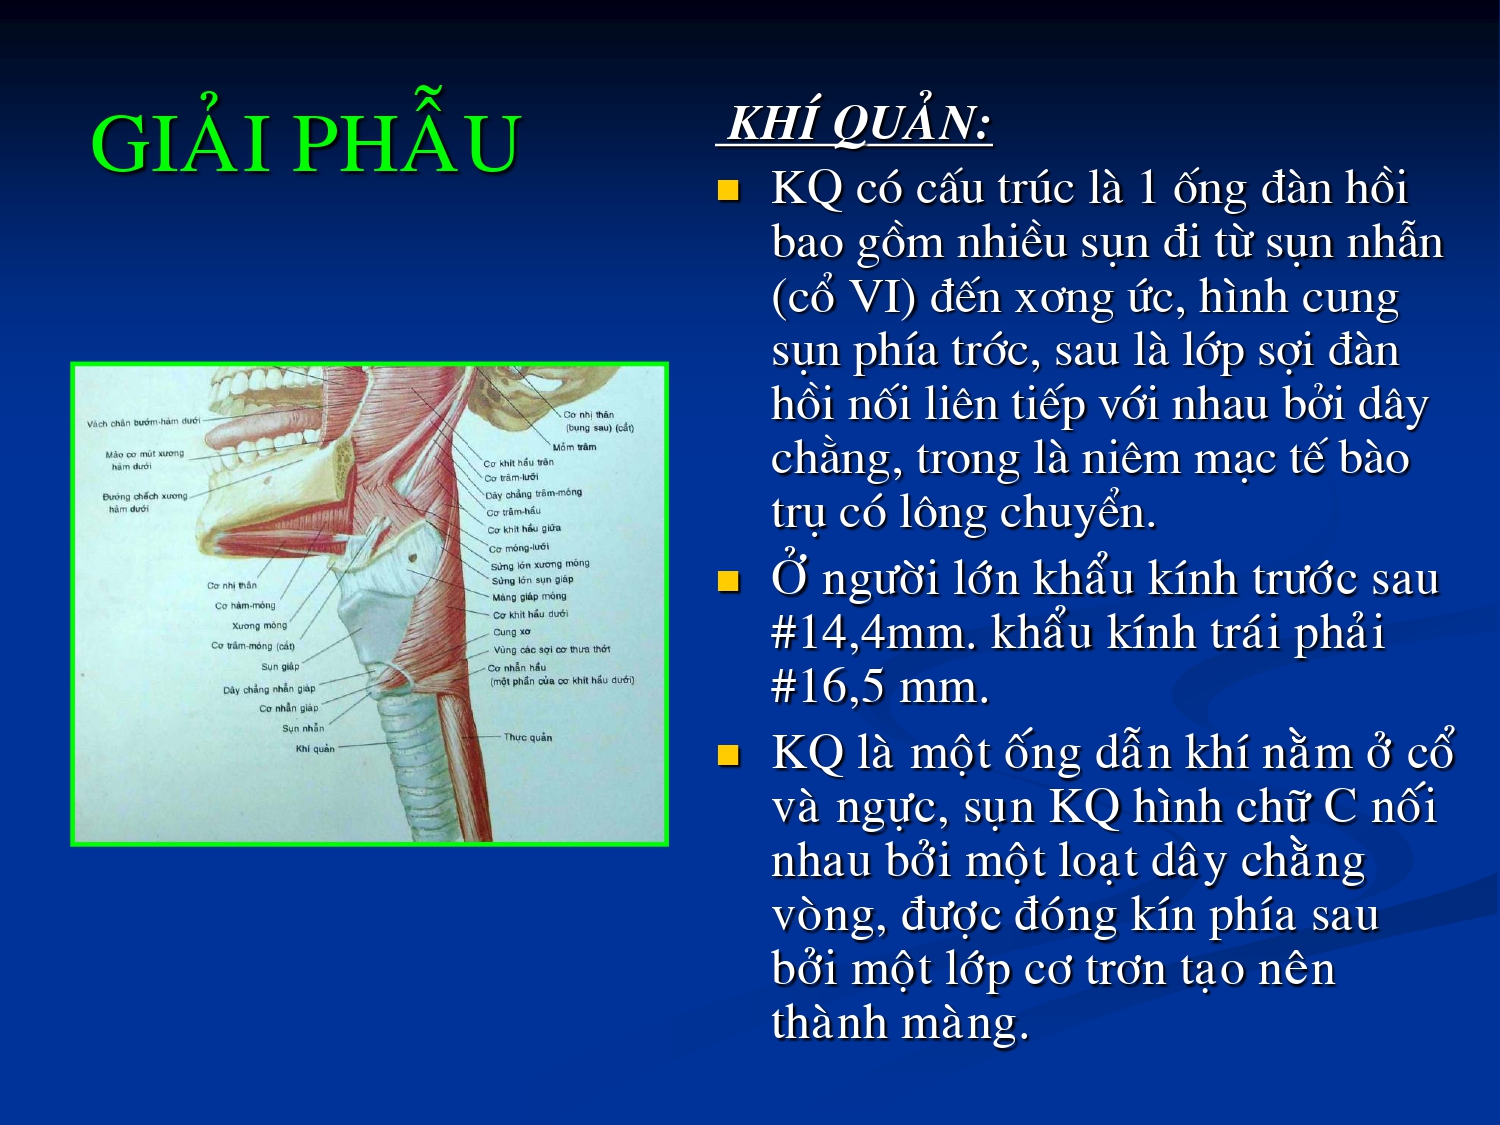 GIẢI PHẪU
KHÍ QUẢN:
KQ có cấu trúc là 1 ống đàn hồi
bao gồm nhiều sụn đi từ sụn nhẫn
(cổ VI) đến xơng ức, hình cung
sụn phía trớc, sau là lớp sợi đàn
hồi nối liên tiếp với nhau bởi dây
chằng, trong là niêm mạc tế bào
trụ có lông chuyển.
Ở người lớn khẩu kính trước sau
#14,4mm. khẩu kính trái phải
#16,5 mm.
KQ là một ống dẫn khí nằm ở cổ
và ngực, sụn KQ hình chữ C nối
nhau bởi một loạt dây chằng
vòng, được đóng kín phía sau
bởi một lớp cơ trơn tạo nên
thành màng.
Vách chân bướm-hàm dưới
Mào cơ mút xương
hàm dưới
Đường chếch xương
hàm dưới
Cơ nhị thân
Cơ hàm-móng
Xương móng
Cơ trâm-móng (cắt)
Sụn giáp
Dây chằng nhẫn giáp
Cơ nhẫn giáp
Sụn nhẫn
Khí quản
Cơ nhị thân
(bụng sau) (cắt)
Mỏm trâm
Cơ khít hầu trên
Cơ trâm-lưỡi
Dây chằng trâm-móng
Cơ trâm-hầu
Cơ khít hầu giữa
Cơ móng-lưỡi
Sừng lớn xương móng
Sừng lớn sụn giáp
Màng giáp móng
Cơ khít hầu dưới
Cung xơ
Vùng các sợi cơ thưa thớt
Cơ nhẫn hầu
(một phần của cơ khít hầu dưới)
Thực quản